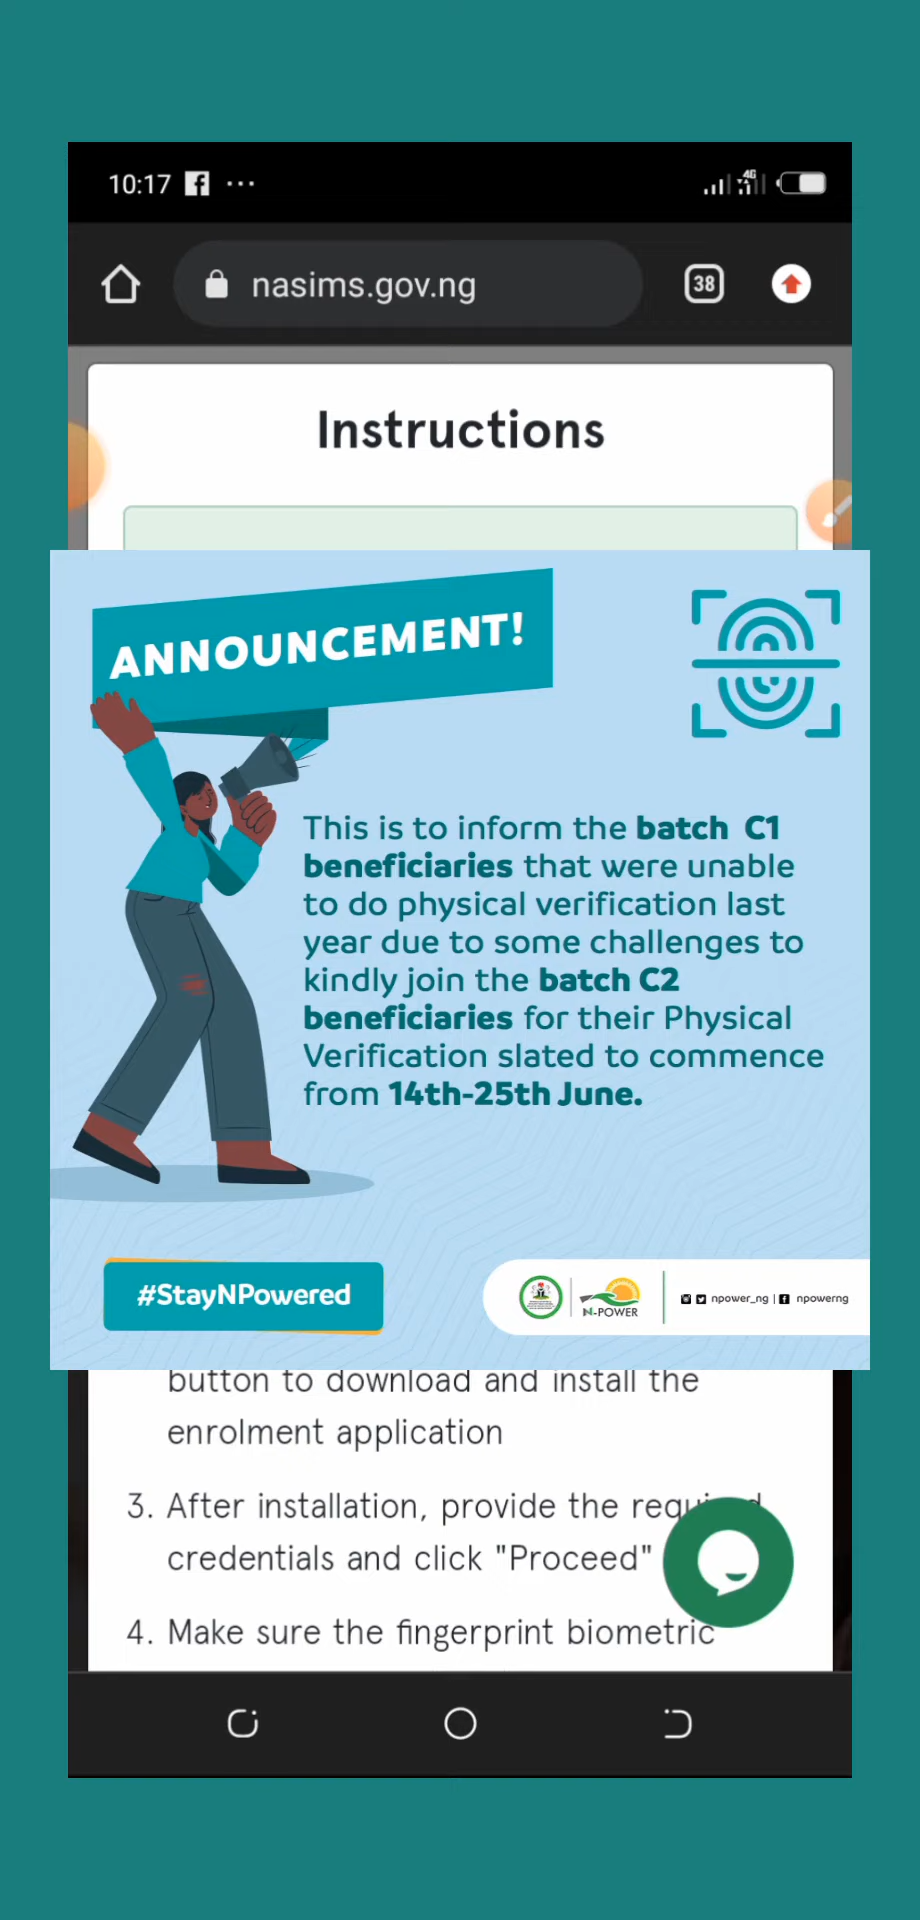 10:17
4G
nasims.gov.ng
38
Instructions
ANNOUNCEMENT!
This is to inform the batch C1
beneficiaries that were unable
to do physical verification last
year due to some challenges to
kindly join the batch C2
beneficiaries for their Physical
Verification slated to commence
from 14th-25th June.
#StayNPowered
N-POWER
npower_ng | powerng
button to download and install the
enrolment application
3. After installation, provide the required
credentials and click "Proceed"
4. Make sure the fingerprint biometric